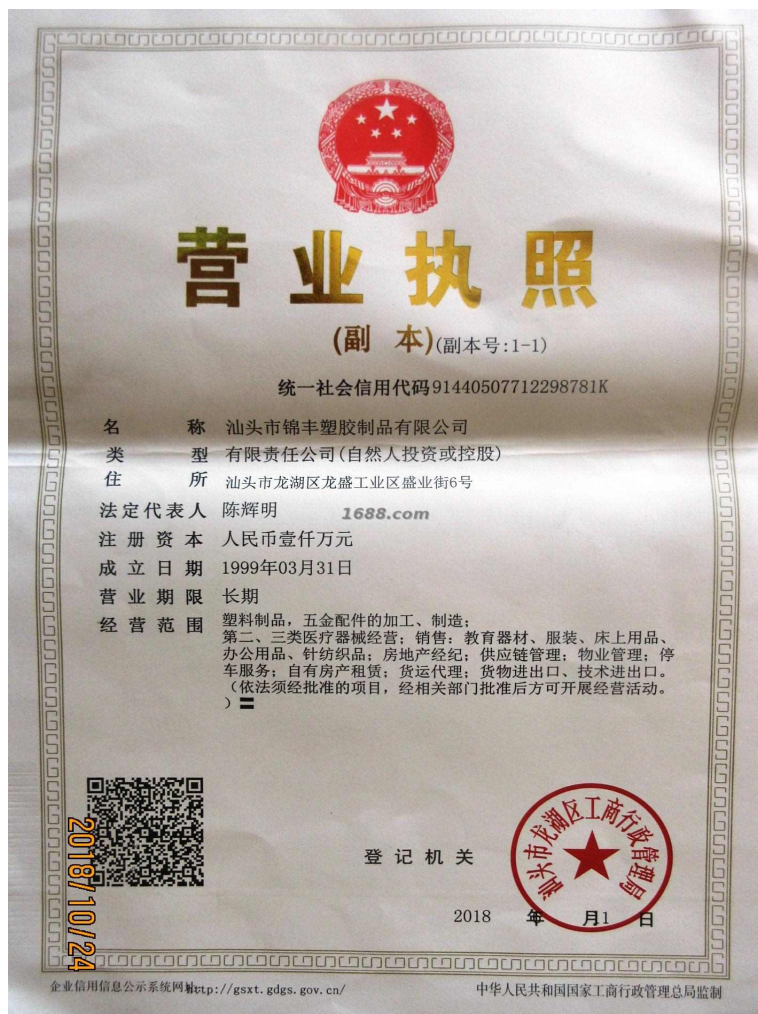 营业执照
(副 本)(副本号:1-1)
统一社会信用代码91440507712298781K
名 称 汕头市锦丰塑胶制品有限公司
类 型 有限责任公司(自然人投资或控股)
住 所 汕头市龙湖区龙盛工业区盛业街6号
法定代表人 陈辉明
1688.com
注册资本 人民币壹仟万元
成立日期 1999年03月31日
营业期限 长期
经营范围 塑料制品，五金配件的加工、制造；
第二、三类医疗器械经营；销售：教育器材、服装、床上用品、
办公用品、针纺织品；房地产经纪；供应链管理；物业管理；停
车服务；自有房产租赁；货运代理；货物进出口、技术进出口。
（依法须经批准的项目，经相关部门批准后方可开展经营活动。
）〓
汕头市龙湖区工商行政管理局
登记机关
2018 年 月 1 日
2018/10/24
企业信用信息公示系统网址:http://gsxt.gdgs.gov.cn/
中华人民共和国国家工商行政管理总局监制